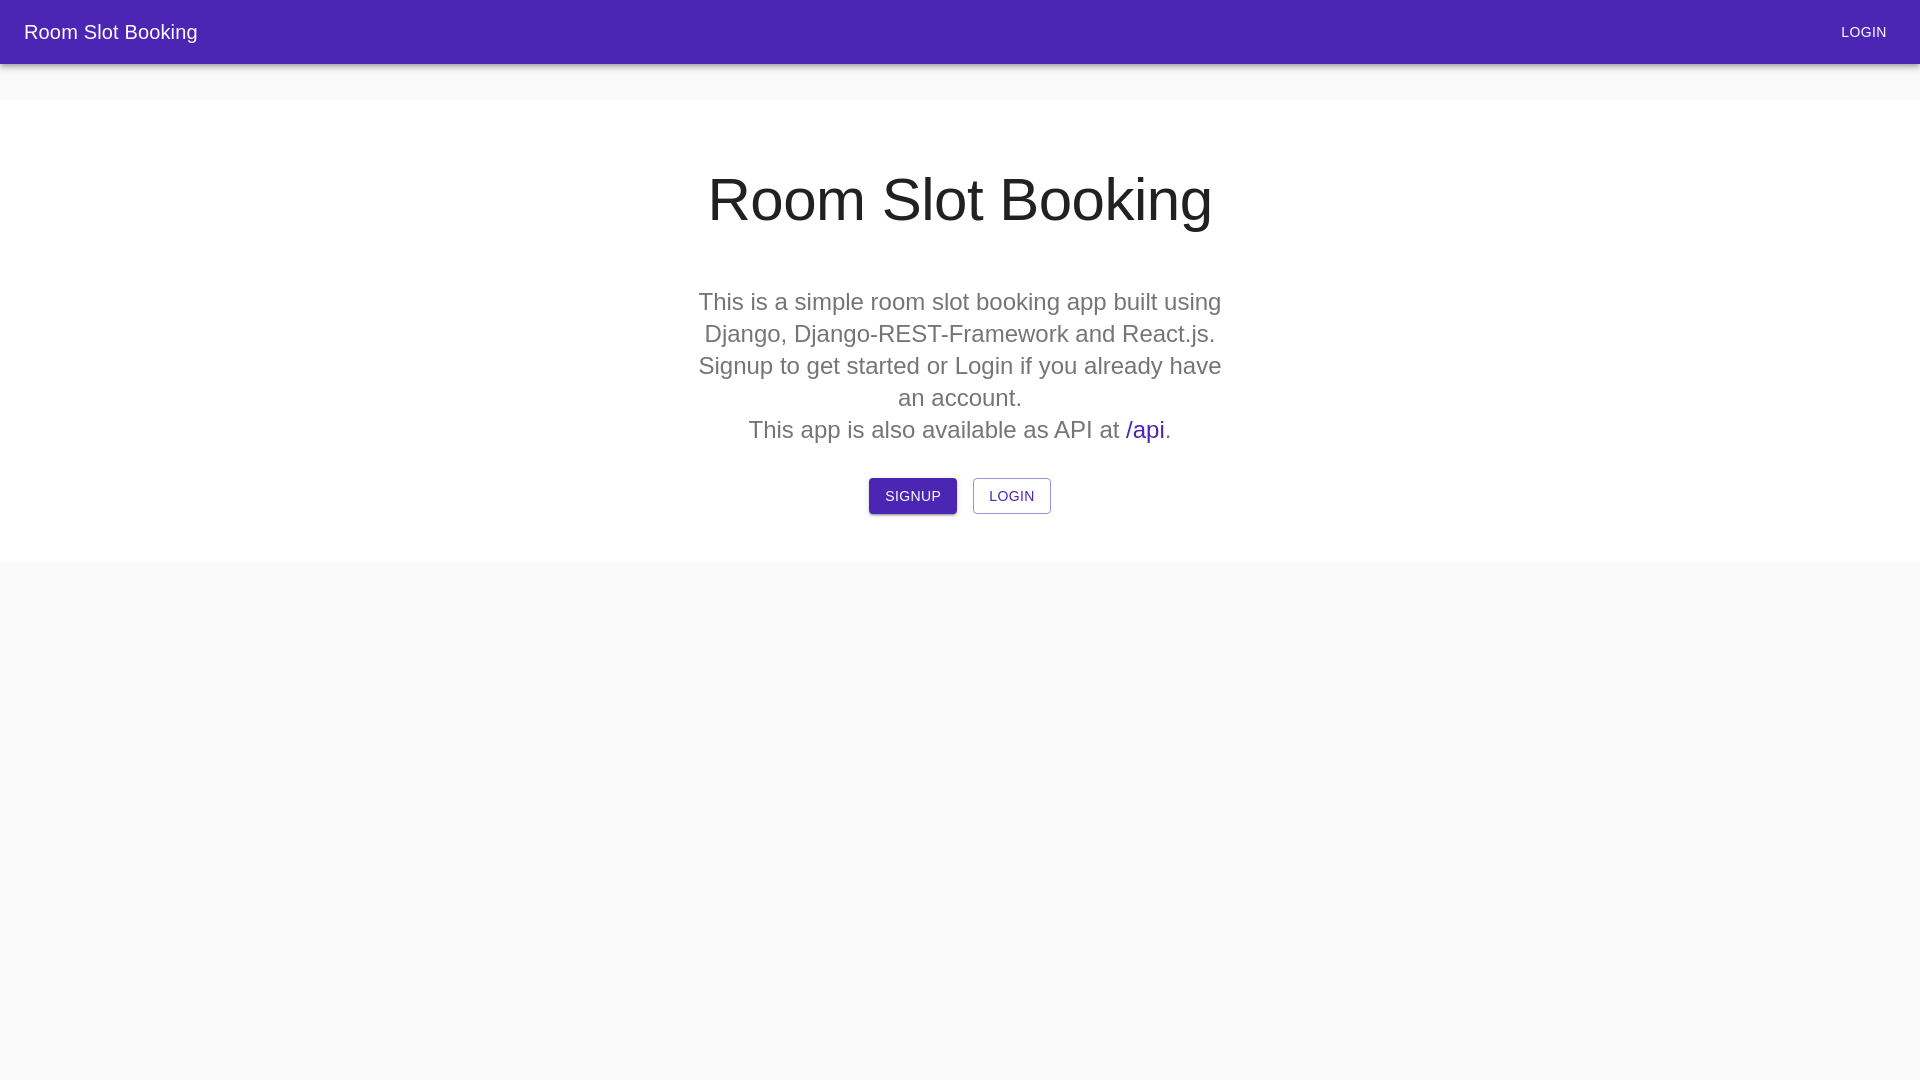 Room Slot Booking
LOGIN
Room Slot Booking
This is a simple room slot booking app built using
Django, Django-REST-Framework and React.js.
Signup to get started or Login if you already have
an account.
This app is also available as API at /api.
SIGNUP
LOGIN